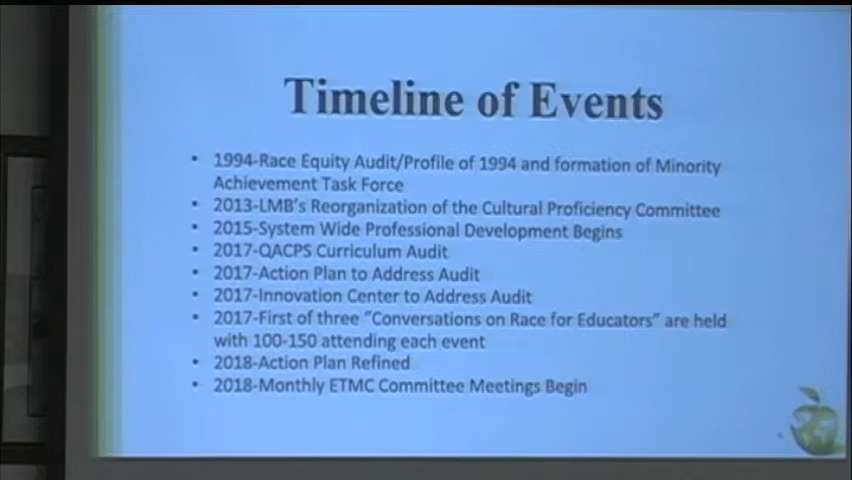 Timeline of Events
• 1994-Race Equity Audit/Profile of 1994 and formation of Minority
Achievement Task Force
• 2013-LMB's Reorganization of the Cultural Proficiency Committee
• 2015-System Wide Professional Development Begins
• 2017-QACPS Curriculum Audit
• 2017-Action Plan to Address Audit
• 2017-Innovation Center to Address Audit
• 2017-First of three "Conversations on Race for Educators" are held
with 100-150 attending each event
• 2018-Action Plan Refined
• 2018-Monthly ETMC Committee Meetings Begin